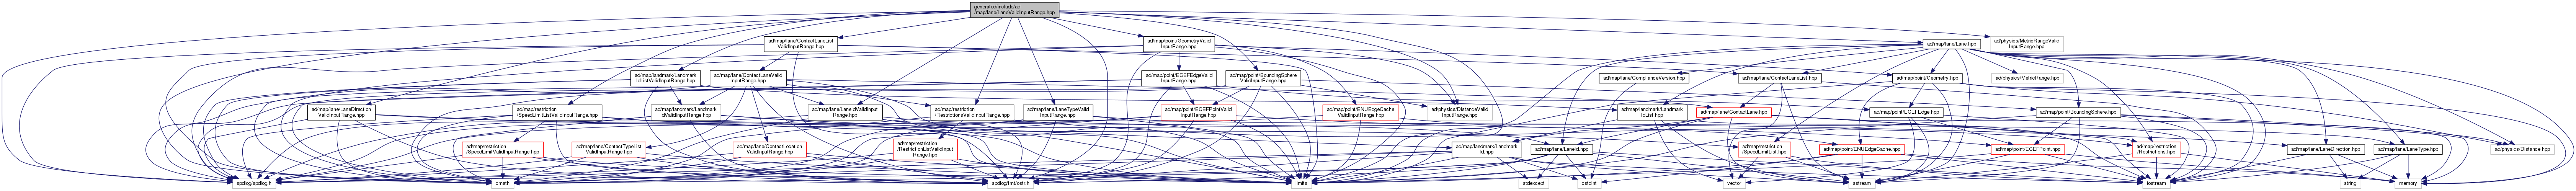 generated/include/ad
/map/lane/LaneValidInputRange.hpp
ad/map/lane/ContactLaneList
ValidInputRange.hpp
ad/map/point/GeometryValid
InputRange.hpp
ad/map/lane/Lane.hpp
ad/physics/MetricRangeValid
InputRange.hpp
ad/map/landmark/Landmark
IdListValidInputRange.hpp
ad/map/lane/ContactLaneValid
InputRange.hpp
ad/map/point/ECEFEdgeValid
InputRange.hpp
ad/map/point/BoundingSphere
ValidInputRange.hpp
ad/map/lane/ComplianceVersion.hpp
ad/map/lane/ContactLaneList.hpp
ad/map/point/Geometry.hpp
ad/physics/MetricRange.hpp
ad/map/lane/LaneDirection
ValidInputRange.hpp
ad/map/restriction
/SpeedLimitListValidInputRange.hpp
ad/map/landmark/Landmark
IdValidInputRange.hpp
ad/map/lane/LaneIdValidInput
Range.hpp
ad/map/restriction
/RestrictionsValidInputRange.hpp
ad/map/lane/LaneTypeValid
InputRange.hpp
ad/map/point/ECEFPointValid
InputRange.hpp
ad/map/point/ENUEdgeCache
ValidInputRange.hpp
ad/physics/DistanceValid
InputRange.hpp
ad/map/landmark/Landmark
IdList.hpp
ad/map/lane/ContactLane.hpp
ad/map/point/ECEFEdge.hpp
ad/map/point/BoundingSphere.hpp
ad/map/restriction
/SpeedLimitValidInputRange.hpp
ad/map/lane/ContactTypeList
ValidInputRange.hpp
ad/map/lane/ContactLocation
ValidInputRange.hpp
ad/map/restriction
/RestrictionListValidInput
Range.hpp
ad/map/landmark/Landmark
Id.hpp
ad/map/lane/LaneId.hpp
ad/map/restriction
/SpeedLimitList.hpp
ad/map/point/ENUEdgeCache.hpp
ad/map/point/ECEFPoint.hpp
ad/map/restriction
/Restrictions.hpp
ad/map/lane/LaneDirection.hpp
ad/map/lane/LaneType.hpp
ad/physics/Distance.hpp
spdlog/spdlog.h
cmath
spdlog/fmt/ostr.h
limits
stdexcept
cstdint
vector
sstream
iostream
string
memory